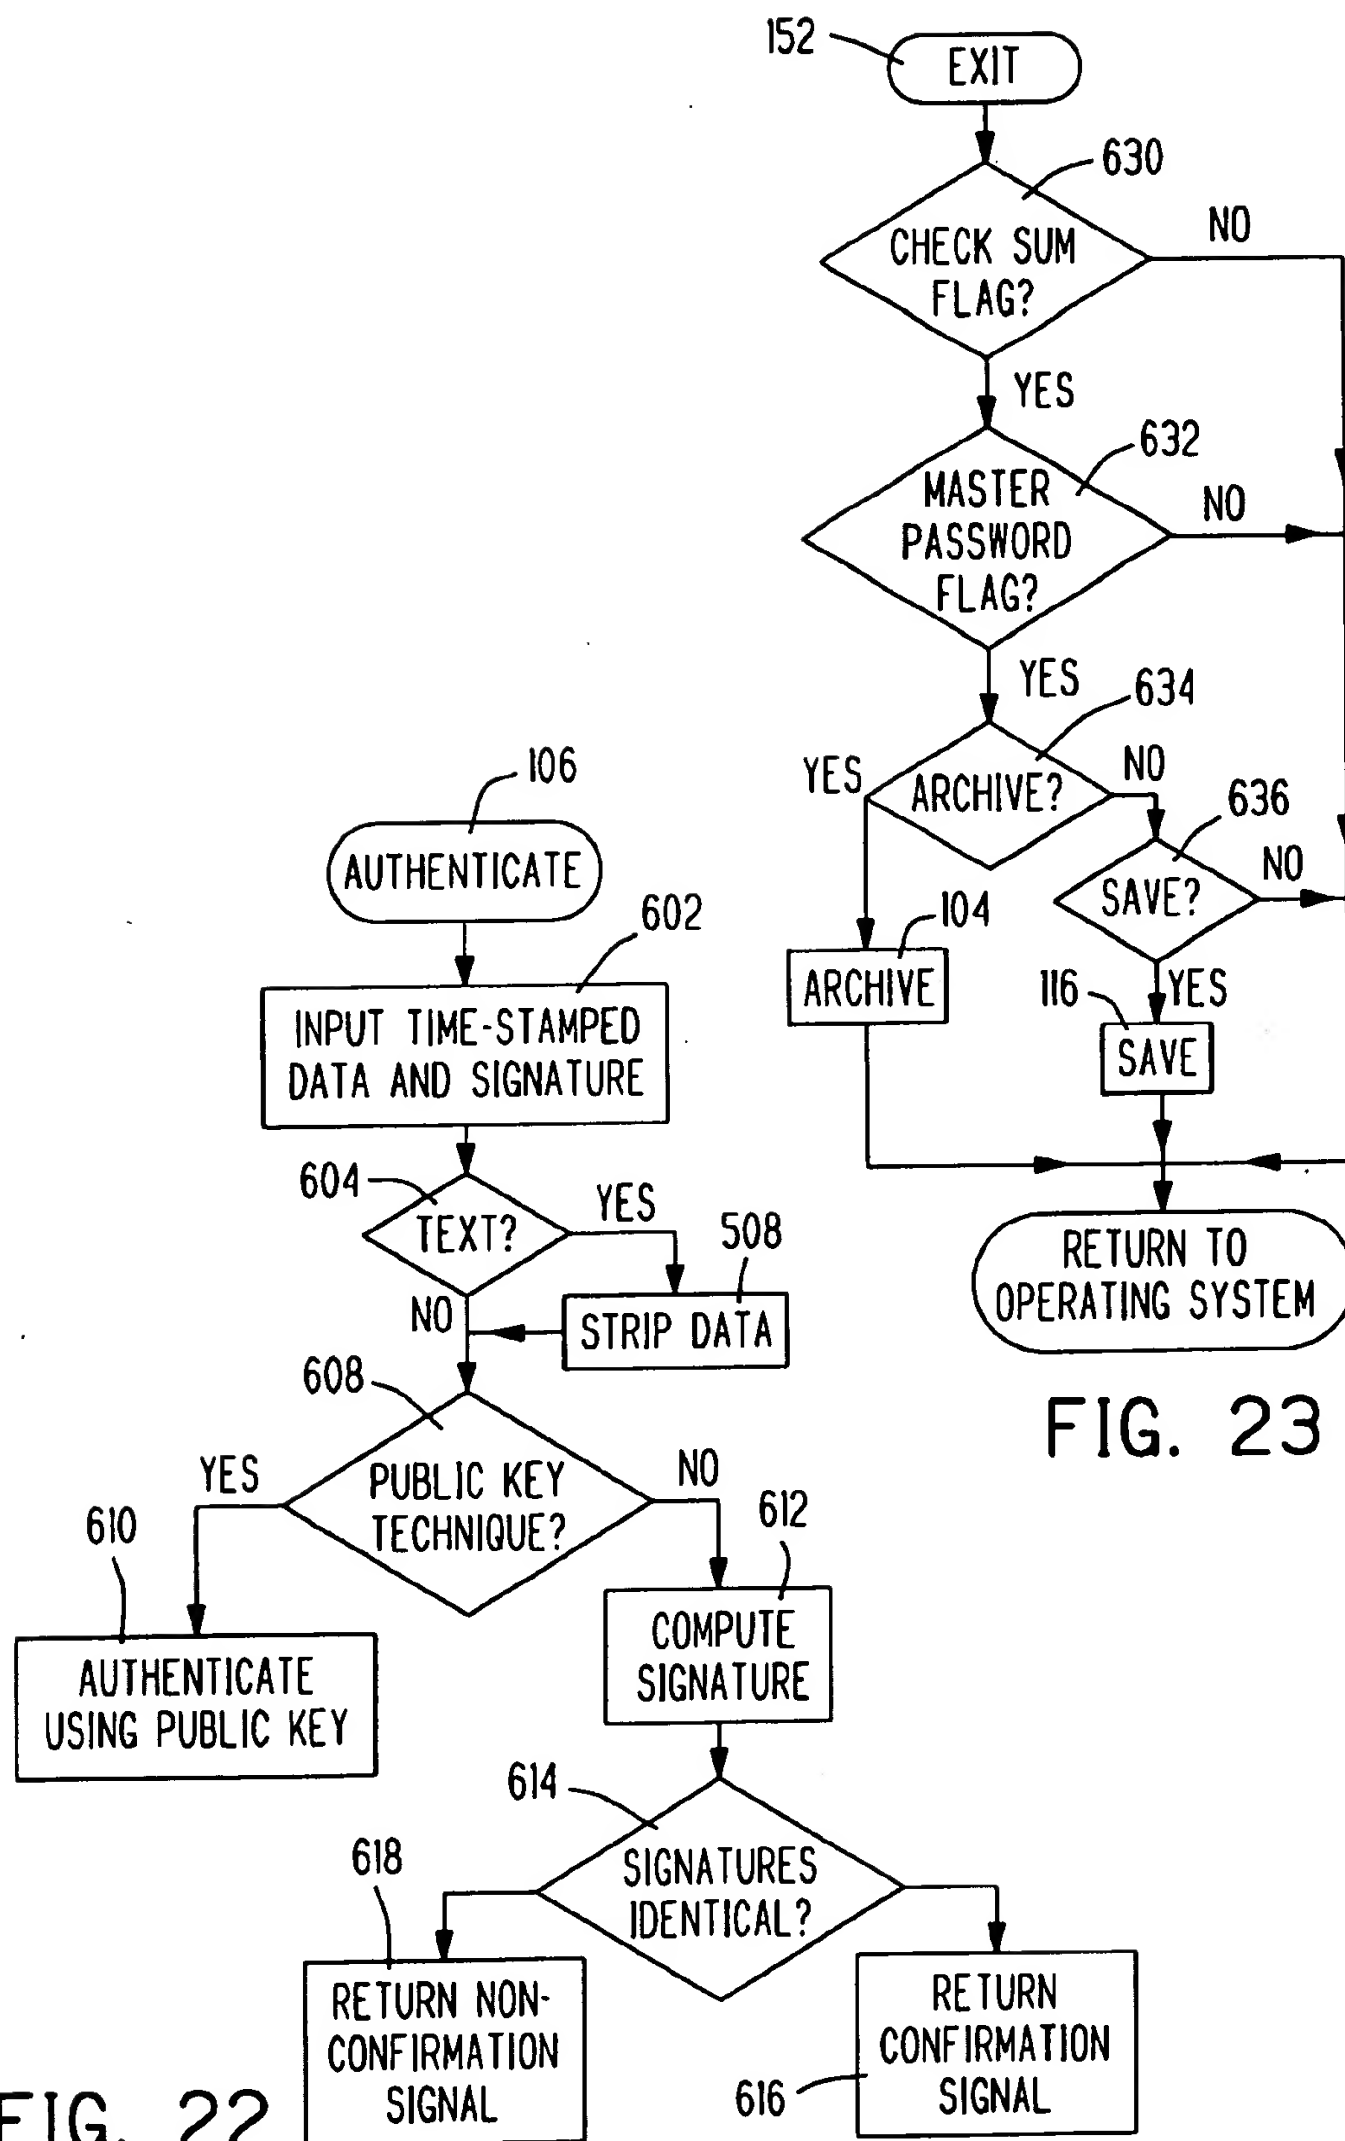 152
EXIT
630
CHECK SUM
FLAG?
NO
YES
632
MASTER
PASSWORD
FLAG?
NO
YES
634
ARCHIVE?
YES
NO
636
SAVE?
NO
104
ARCHIVE
YES
116
SAVE
RETURN TO
OPERATING SYSTEM
FIG. 23
106
AUTHENTICATE
602
INPUT TIME-STAMPED
DATA AND SIGNATURE
604
TEXT?
YES
508
STRIP DATA
NO
608
PUBLIC KEY
TECHNIQUE?
YES
NO
610
AUTHENTICATE
USING PUBLIC KEY
612
COMPUTE
SIGNATURE
614
SIGNATURES
IDENTICAL?
618
RETURN NON-
CONFIRMATION
SIGNAL
RETURN
CONFIRMATION
SIGNAL
616
FIG. 22